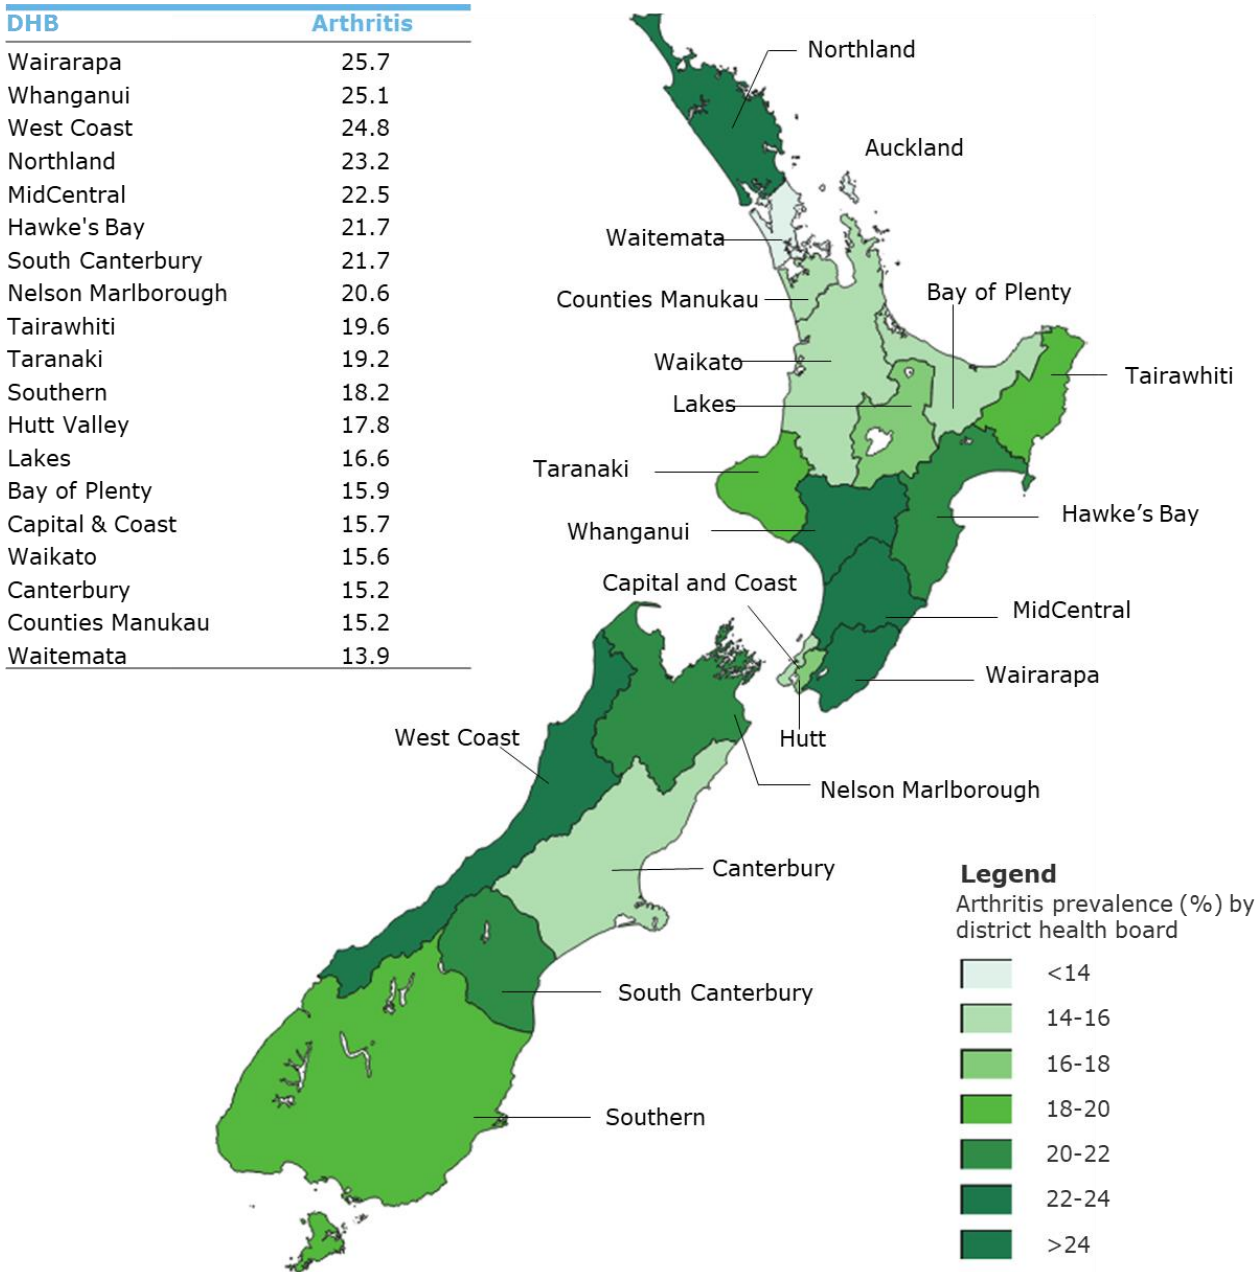 DHB Arthritis
Wairarapa 25.7
Whanganui 25.1
West Coast 24.8
Northland 23.2
MidCentral 22.5
Hawke's Bay 21.7
South Canterbury 21.7
Nelson Marlborough 20.6
Tairawhiti 19.6
Taranaki 19.2
Southern 18.2
Hutt Valley 17.8
Lakes 16.6
Bay of Plenty 15.9
Capital & Coast 15.7
Waikato 15.6
Canterbury 15.2
Counties Manukau 15.2
Waitemata 13.9
Northland
Auckland
Waitemata
Counties Manukau
Bay of Plenty
Waikato
Tairawhiti
Lakes
Taranaki
Hawke’s Bay
Whanganui
Capital and Coast
MidCentral
Wairarapa
West Coast
Hutt
Nelson Marlborough
Canterbury
South Canterbury
Southern
Legend
Arthritis prevalence (%) by
district health board
<14
14-16
16-18
18-20
20-22
22-24
>24